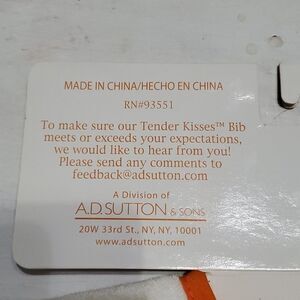 MADE IN CHINA/HECHO EN CHINA
RN#93551
To make sure our Tender Kisses™ Bib
meets or exceeds your expectations,
we would like to hear from you!
Please send any comments to
feedback@adsutton.com
A Division of
A.D.SUTTON & SONS
20W 33rd St., NY, NY, 10001
www.adsutton.com